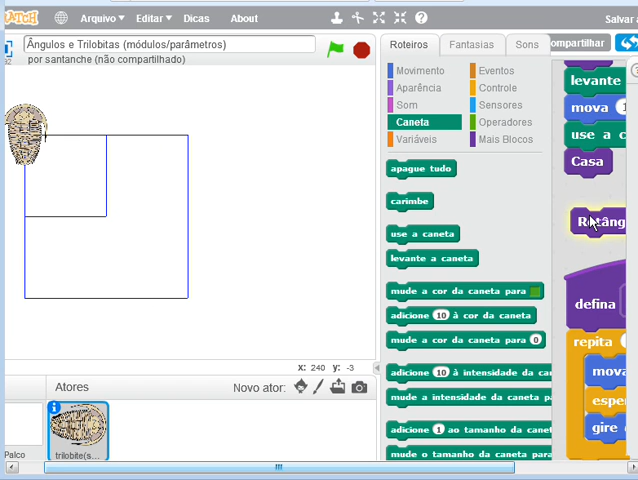 Arquivo Editar Dicas About
Salvar a
Ângulos e Trilobitas (módulos/parâmetros)
por santanche (não compartilhado)
Roteiros Fantasias Sons
ompartilhar
Movimento Eventos
Aparência Controle
Som Sensores
Caneta Operadores
Variáveis Mais Blocos
apague tudo
carimbe
use a caneta
levante a caneta
mude a cor da caneta para
adicione 10 à cor da caneta
mude a cor da caneta para 0
adicione 10 à intensidade da ca
mude a intensidade da caneta pa
adicione 1 ao tamanho da canet
mude o tamanho da caneta para
levante
mova 1
use a c
Casa
Retâng
defina
repita
mova
esper
gire
x: 240 y: -3
Atores Novo ator:
Palco
trilobite(s...